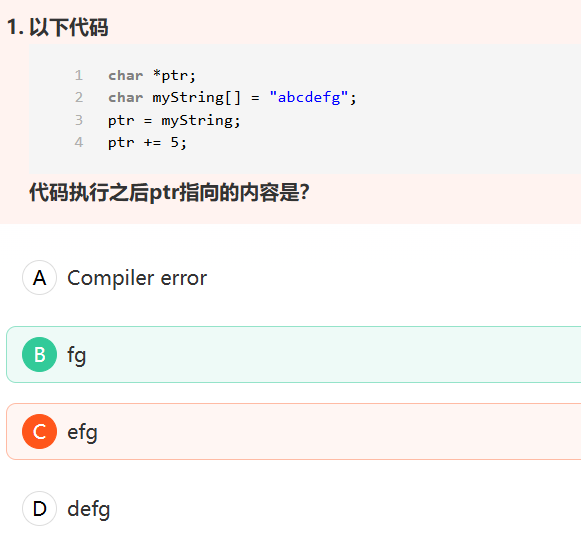 1. 以下代码
1 char *ptr;
2 char myString[] = "abcdefg";
3 ptr = myString;
4 ptr += 5;
代码执行之后ptr指向的内容是?
A Compiler error
B fg
C efg
D defg